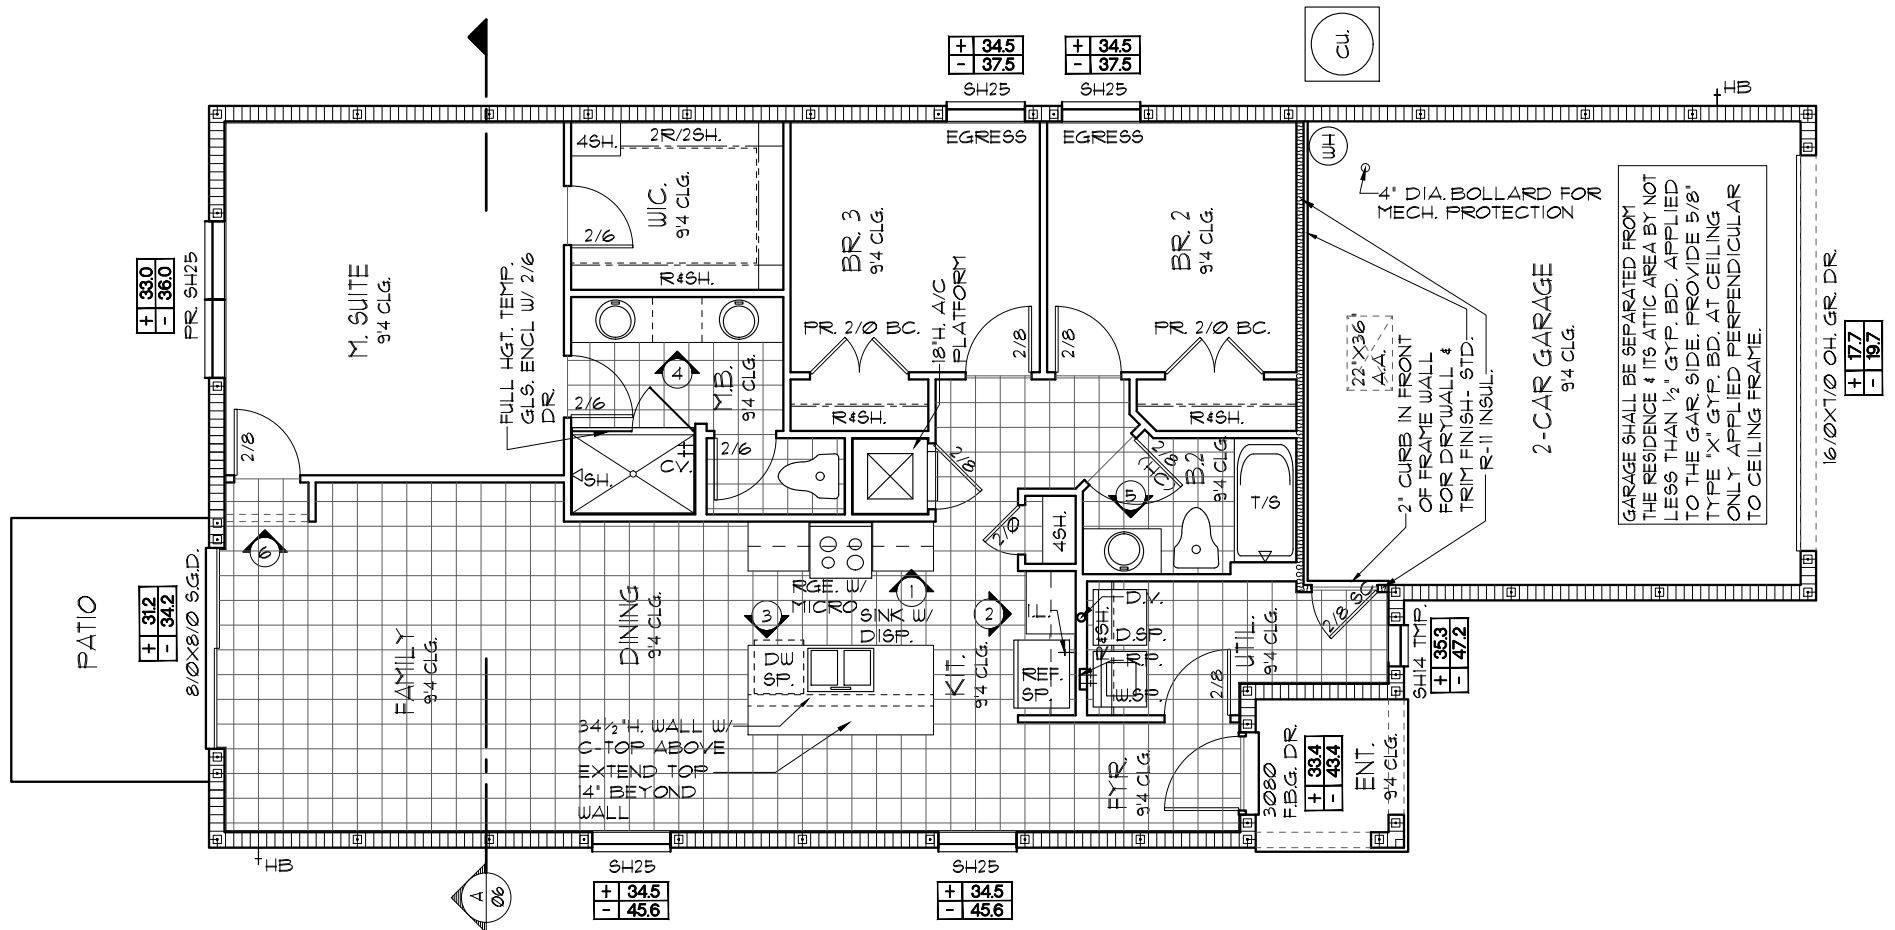 CU.
+ 34.5
- 37.5
SH25
EGRESS
+ 34.5
- 37.5
SH25
EGRESS
HB
+ 33.0
- 36.0
PR. SH25
M. SUITE
9'4 CLG.
2/8
4SH.
2R/2SH.
WIC.
9'4 CLG.
2/6
R&SH.
FULL HGT. TEMP.
GLS. ENCL W/ 2/6
DR.
4
M.B.
9'4 CLG.
2/6
SH.
C.V.
2/6
BR. 3
9'4 CLG.
PR. 2/0 BC.
R&SH.
18"H. A/C
PLATFORM
2/8
2/8
BR. 2
9'4 CLG.
PR. 2/0 BC.
R&SH.
2/8
WH
4" DIA. BOLLARD FOR
MECH. PROTECTION
22"X36"
A.A.
2" CURB IN FRONT
OF FRAME WALL
FOR DRYWALL &
TRIM FINISH- STD.
R-11 INSUL.
2-CAR GARAGE
9'4 CLG.
GARAGE SHALL BE SEPARATED FROM
THE RESIDENCE & ITS ATTIC AREA BY NOT
LESS THAN 1/2" GYP. BD. APPLIED
TO THE GAR. SIDE. PROVIDE 5/8"
TYPE "X" GYP. BD. AT CEILING
ONLY APPLIED PERPENDICULAR
TO CEILING FRAME.
16/0X7/0 OH. GR. DR.
+ 17.7
- 19.7
2/8
C.H.
5
B.2
9'4 CLG.
T/S
2/0
4SH.
PATIO
+ 31.2
- 34.2
8/0X8/0 S.G.D.
6
FAMILY
9'4 CLG.
DINING
9'4 CLG.
RGE. W/
MICRO
1
3
SINK W/
DISP.
2
DW
SP.
KIT.
9'4 CLG.
REF.
SP.
D.V.
R&SH.
D.SP.
R.P.
W.SP.
UTIL.
9'4 CLG.
2/8
2/8 SC
SH14 TMP.
+ 35.3
- 47.2
34 1/2"H. WALL W/
C-TOP ABOVE
EXTEND TOP
14" BEYOND
WALL
FYR.
9'4 CLG.
3080
F.B.G. DR.
+ 33.4
- 43.4
ENT.
9'4 CLG.
HB
A
06
SH25
+ 34.5
- 45.6
SH25
+ 34.5
- 45.6